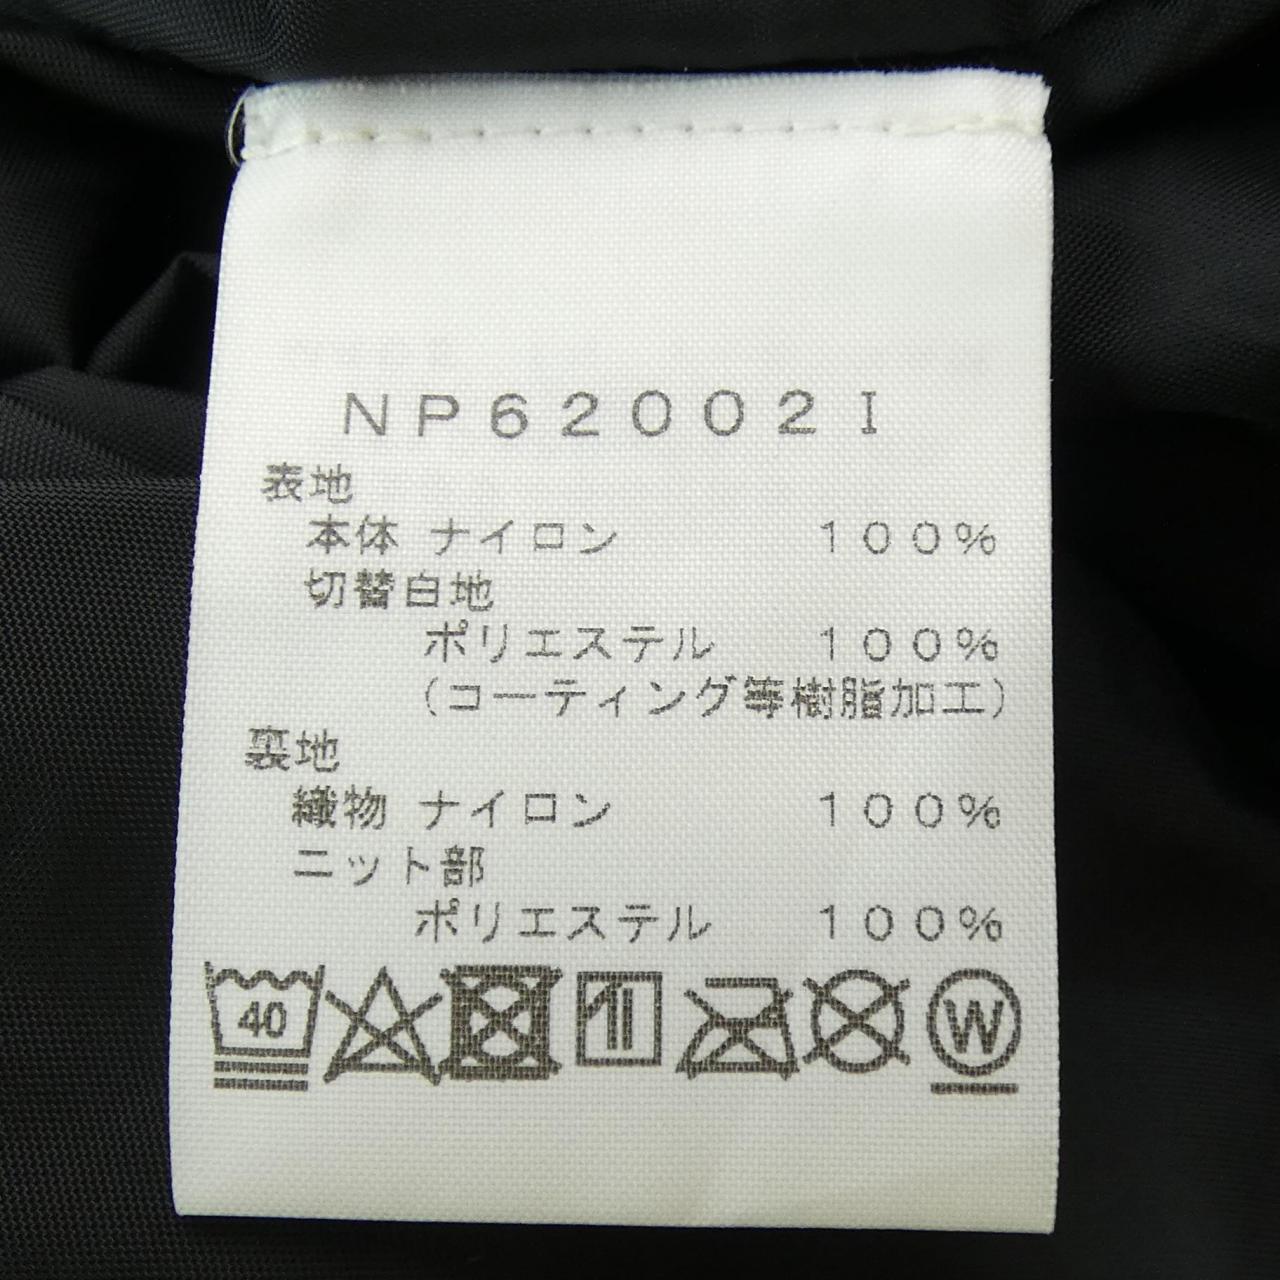 NP62002I
表地
本体 ナイロン 100%
切替白地
ポリエステル 100%
(コーティング等樹脂加工)
裏地
織物 ナイロン 100%
ニット部
ポリエステル 100%
40 W